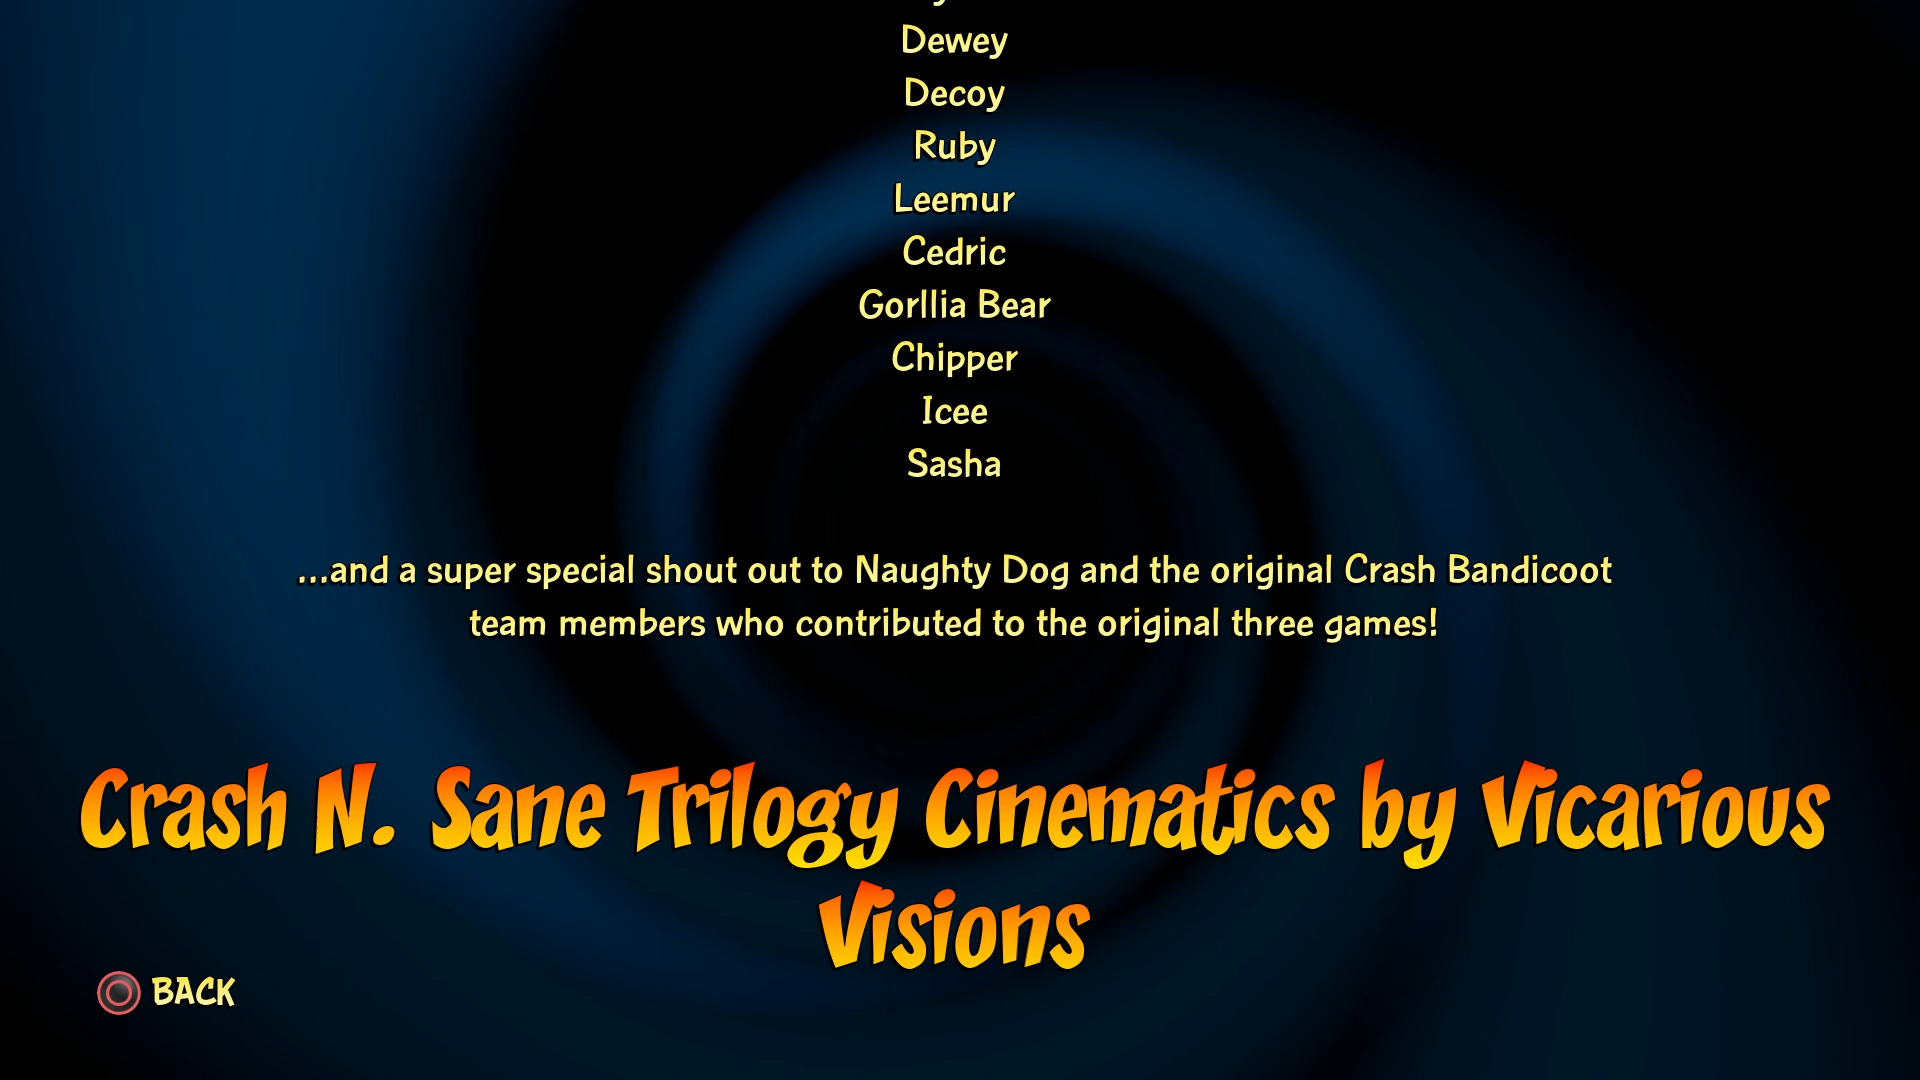 Dewey
Decoy
Ruby
Leemur
Cedric
Gorllia Bear
Chipper
Icee
Sasha
...and a super special shout out to Naughty Dog and the original Crash Bandicoot
team members who contributed to the original three games!
Crash N. Sane Trilogy Cinematics by Vicarious
Visions
BACK